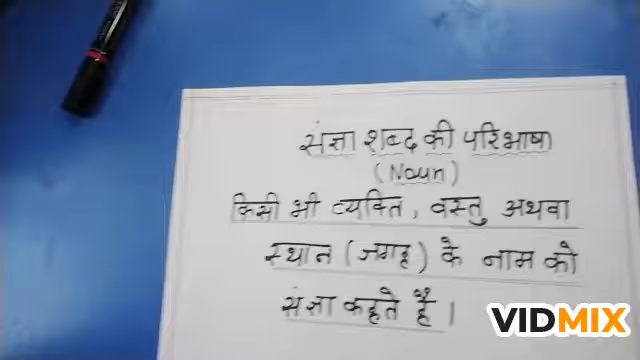 संज्ञा शब्द की परिभाषा
(Noun)
किसी भी व्यक्ति, वस्तु अथवा
स्थान (जगह) के नाम को
संज्ञा कहते हैं।
VIDMIX